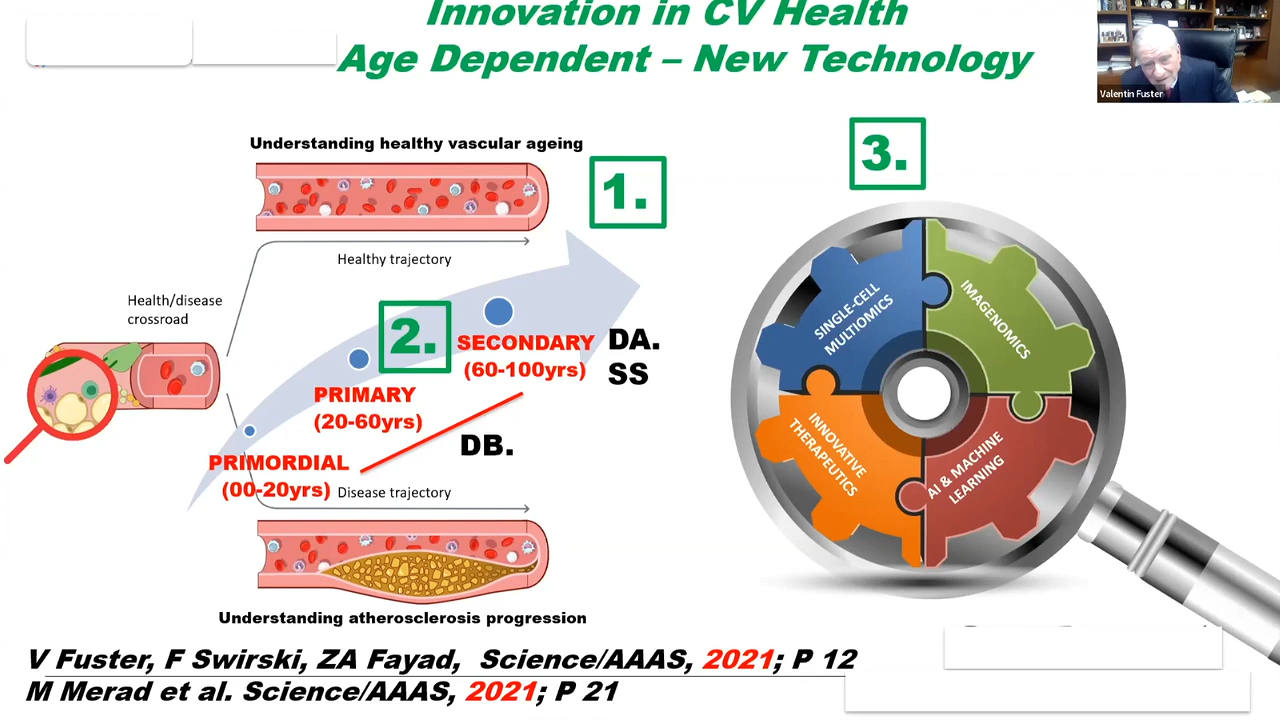 Innovation in CV Health
Age Dependent – New Technology
Valentin Fuster
Understanding healthy vascular ageing
1.
3.
Healthy trajectory
Health/disease
crossroad
2.
SECONDARY
(60-100yrs)
DA.
SS
PRIMARY
(20-60yrs)
DB.
PRIMORDIAL
(00-20yrs)
Disease trajectory
Understanding atherosclerosis progression
SINGLE-CELL
MULTIOMICS
IMAGENOMICS
INNOVATIVE
THERAPEUTICS
AI & MACHINE
LEARNING
V Fuster, F Swirski, ZA Fayad, Science/AAAS, 2021; P 12
M Merad et al. Science/AAAS, 2021; P 21